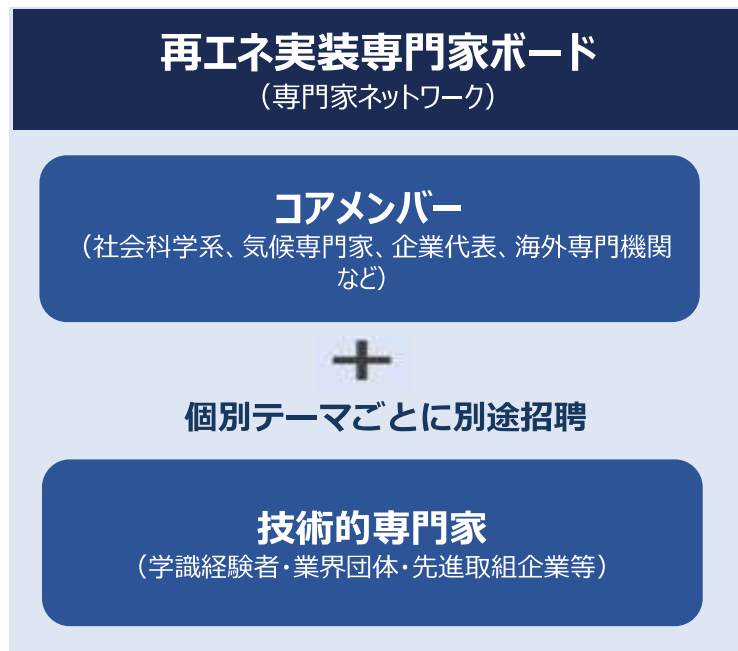 再エネ実装専門家ボード
（専門家ネットワーク）
コアメンバー
（社会科学系、気候専門家、企業代表、海外専門機関
など）
＋
個別テーマごとに別途招聘
技術的専門家
（学識経験者・業界団体・先進取組企業等）